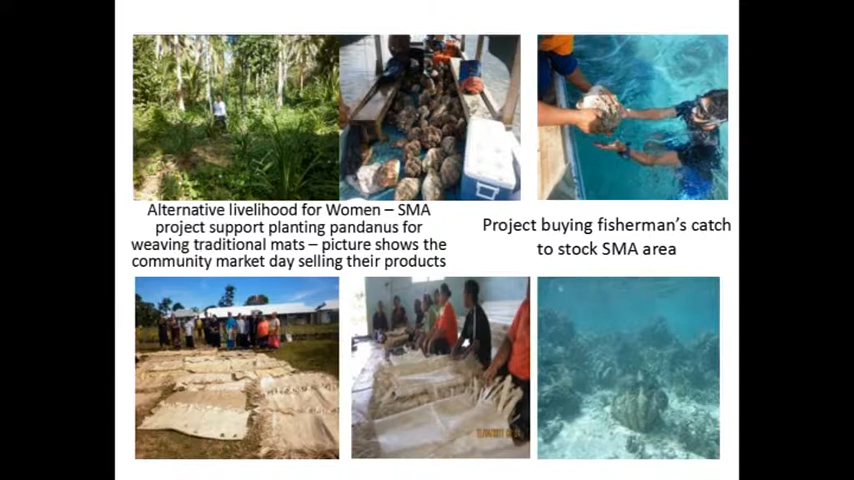 Alternative livelihood for Women – SMA
project support planting pandanus for
weaving traditional mats – picture shows the
community market day selling their products
Project buying fisherman's catch
to stock SMA area